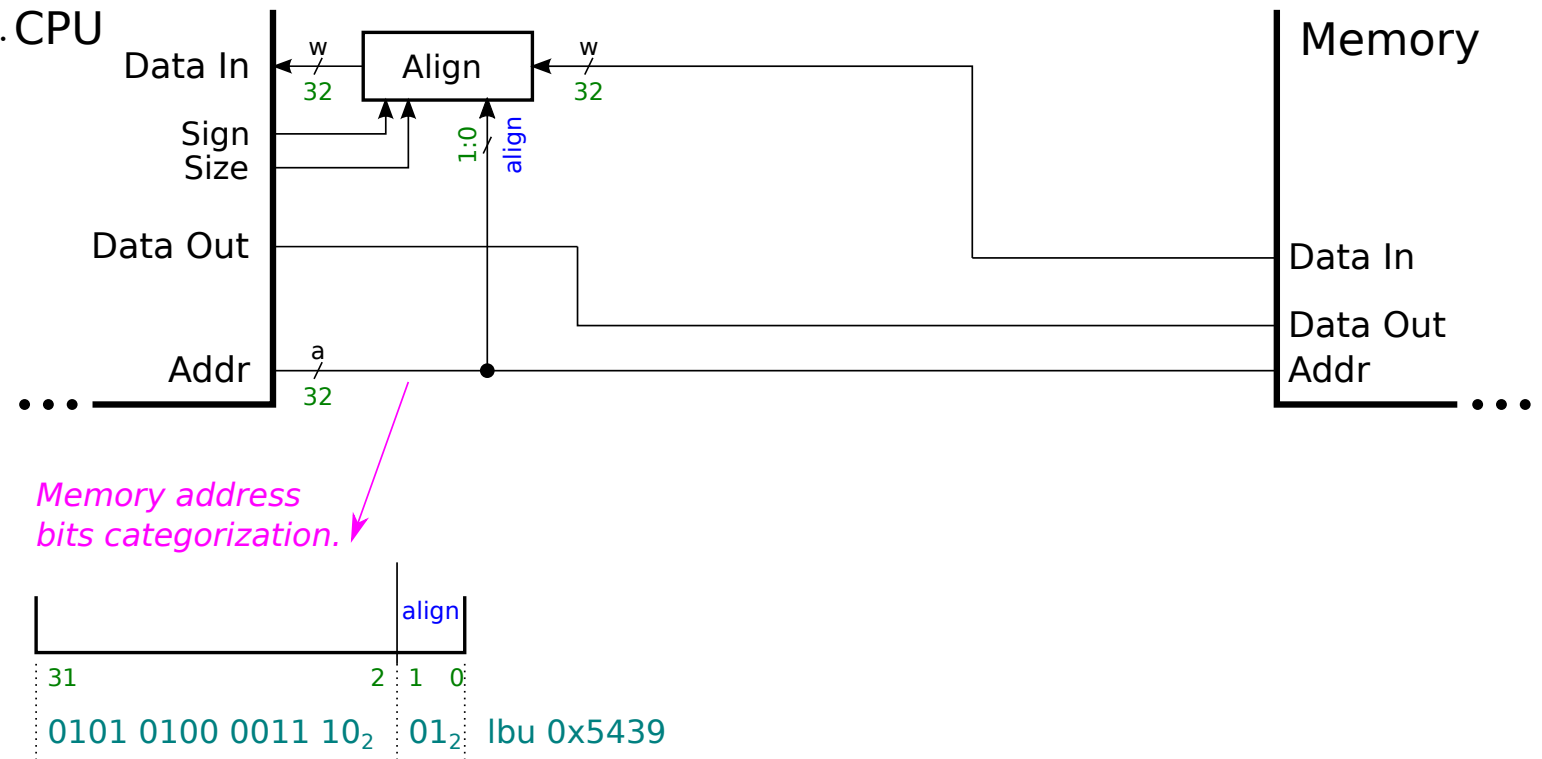 .CPU
Memory
Data In
w
32
Align
w
32
Sign
Size
1:0
align
Data Out
Data In
Data Out
Addr
a
32
Addr
Memory address
bits categorization.
align
31 2 1 0
0101 0100 0011 10₂ 01₂ lbu 0x5439